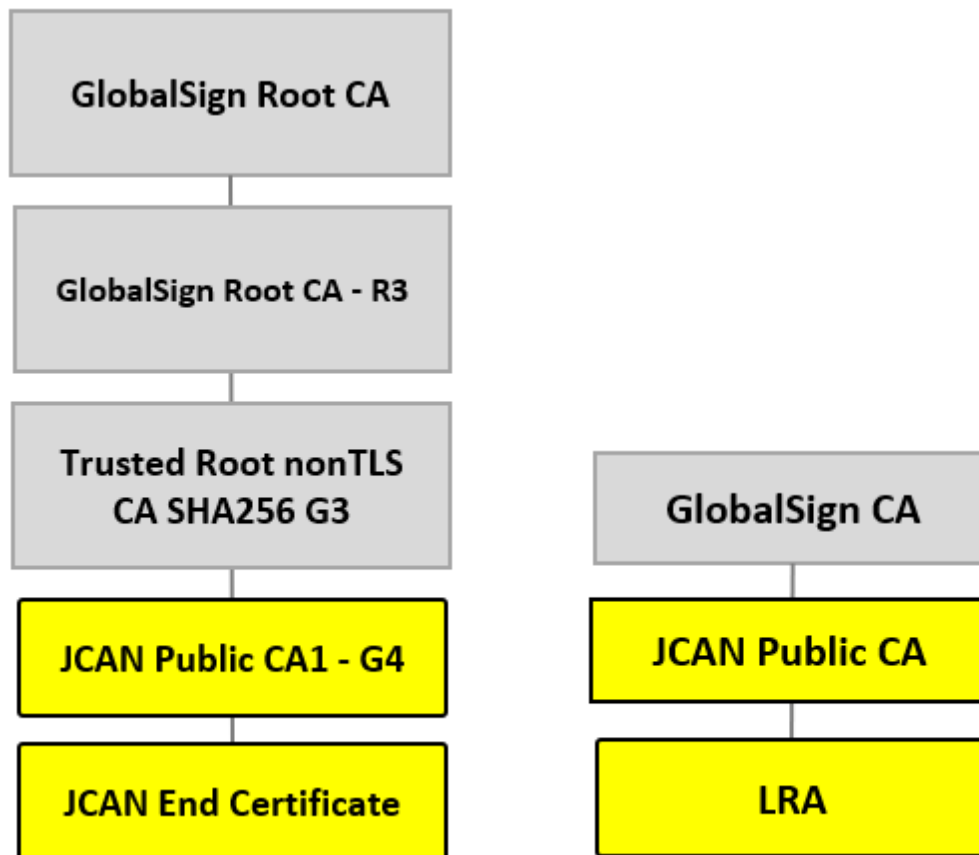 GlobalSign Root CA
GlobalSign Root CA - R3
Trusted Root nonTLS
CA SHA256 G3
JCAN Public CA1 - G4
JCAN End Certificate
GlobalSign CA
JCAN Public CA
LRA